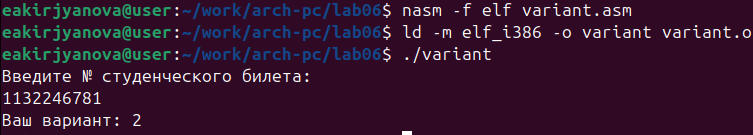 eakirjyanova@user:~/work/arch-pc/lab06$ nasm -f elf variant.asm
eakirjyanova@user:~/work/arch-pc/lab06$ ld -m elf_i386 -o variant variant.o
eakirjyanova@user:~/work/arch-pc/lab06$ ./variant
Введите № студенческого билета:
1132246781
Ваш вариант: 2